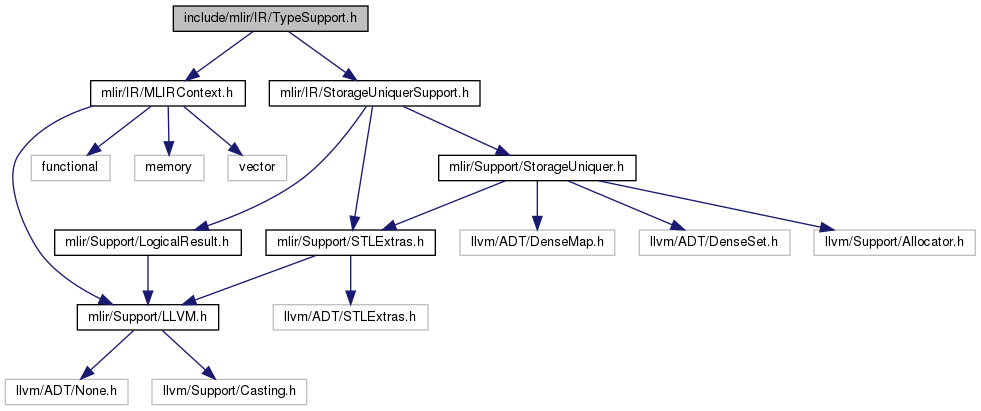 include/mlir/IR/TypeSupport.h
mlir/IR/MLIRContext.h
mlir/IR/StorageUniquerSupport.h
functional
memory
vector
mlir/Support/StorageUniquer.h
mlir/Support/LogicalResult.h
mlir/Support/STLExtras.h
llvm/ADT/DenseMap.h
llvm/ADT/DenseSet.h
llvm/Support/Allocator.h
mlir/Support/LLVM.h
llvm/ADT/STLExtras.h
llvm/ADT/None.h
llvm/Support/Casting.h